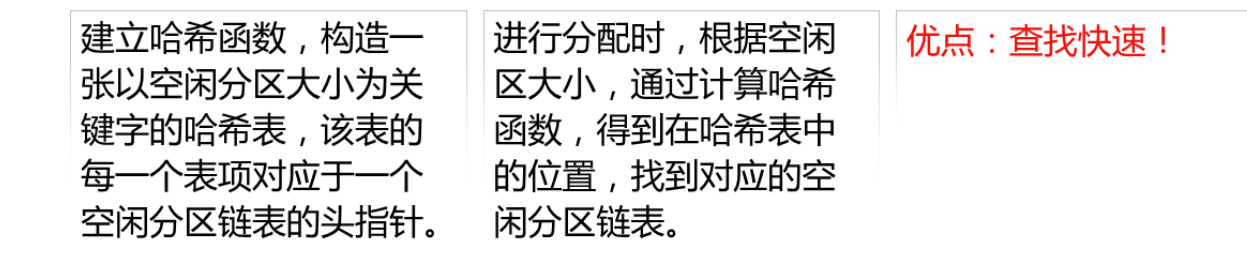 建立哈希函数，构造一
张以空闲分区大小为关
键字的哈希表，该表的
每一个表项对应于一个
空闲分区链表的头指针。
进行分配时，根据空闲
区大小，通过计算哈希
函数，得到在哈希表中
的位置，找到对应的空
闲分区链表。
优点：查找快速！